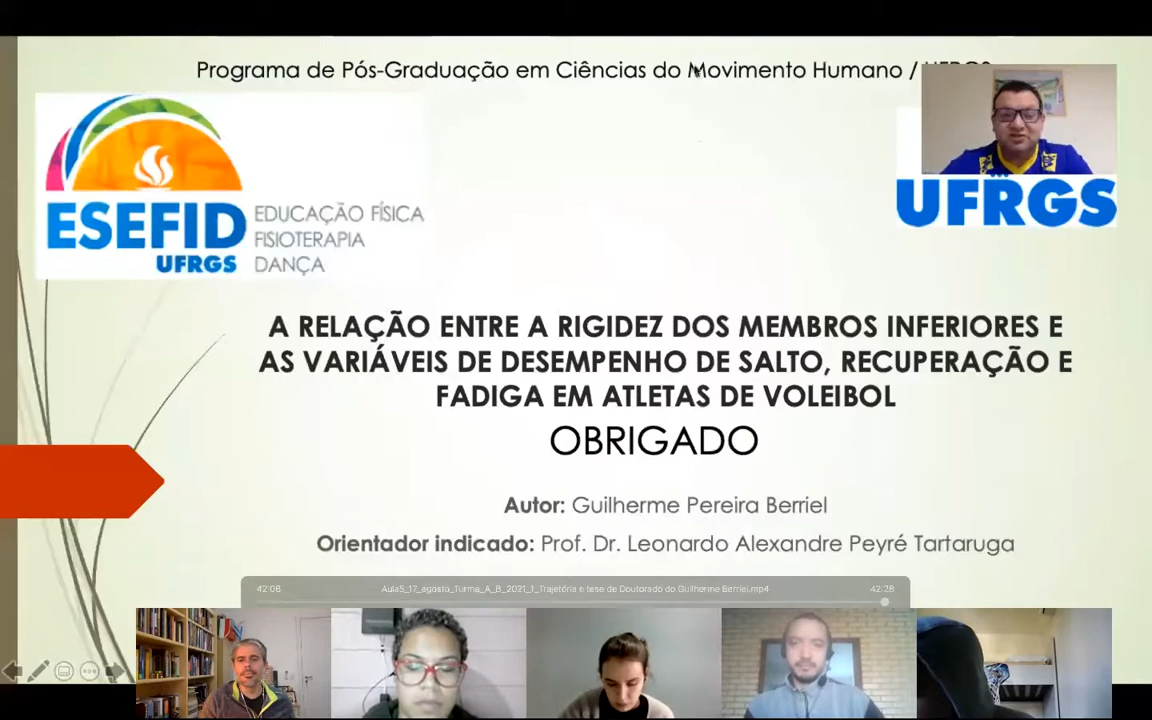 Programa de Pós-Graduação em Ciências do Movimento Humano /
ESEFID
UFRGS
EDUCAÇÃO FÍSICA
FISIOTERAPIA
DANÇA
UFRGS
A RELAÇÃO ENTRE A RIGIDEZ DOS MEMBROS INFERIORES E
AS VARIÁVEIS DE DESEMPENHO DE SALTO, RECUPERAÇÃO E
FADIGA EM ATLETAS DE VOLEIBOL
OBRIGADO
Autor: Guilherme Pereira Berriel
Orientador indicado: Prof. Dr. Leonardo Alexandre Peyré Tartaruga
42:08 Aula5_17_agosto_Turma_A_B_2021_1_Trajetória e tese de Doutorado do Guilherme Berriel.mp4 42:28